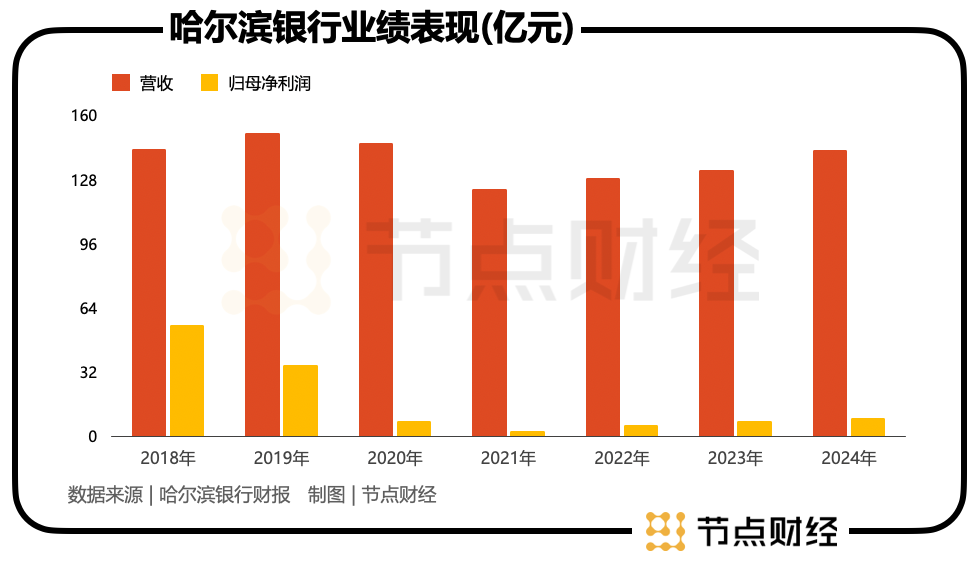 哈尔滨银行业绩表现(亿元)
营收 归母净利润
160
128
96
64
32
0
节点财经
2018年 2019年 2020年 2021年 2022年 2023年 2024年
数据来源 | 哈尔滨银行财报 制图 | 节点财经
节点财经